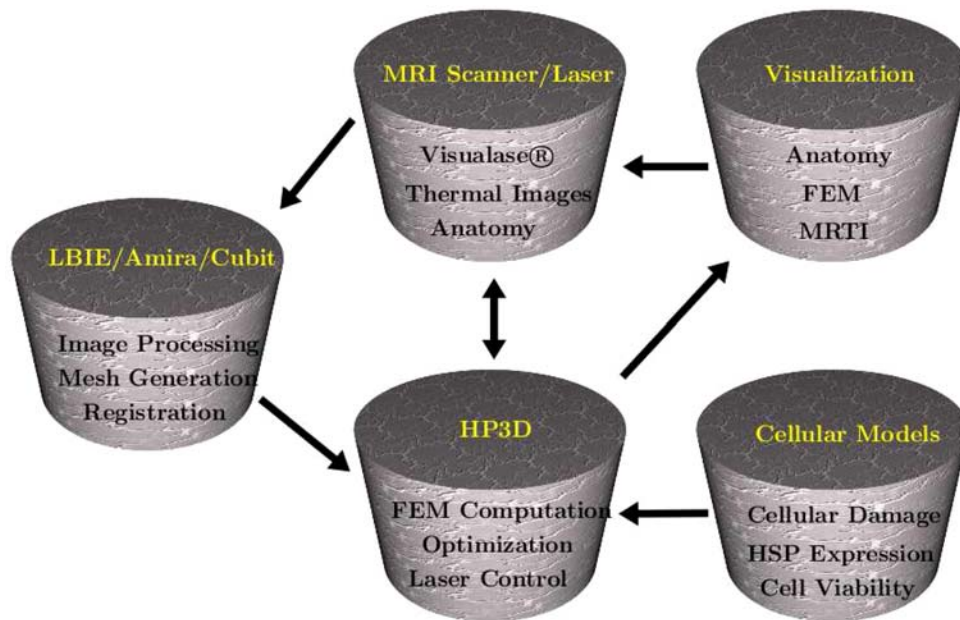 MRI Scanner/Laser
Visualase®
Thermal Images
Anatomy
Visualization
Anatomy
FEM
MRTI
LBIE/Amira/Cubit
Image Processing
Mesh Generation
Registration
HP3D
FEM Computation
Optimization
Laser Control
Cellular Models
Cellular Damage
HSP Expression
Cell Viability